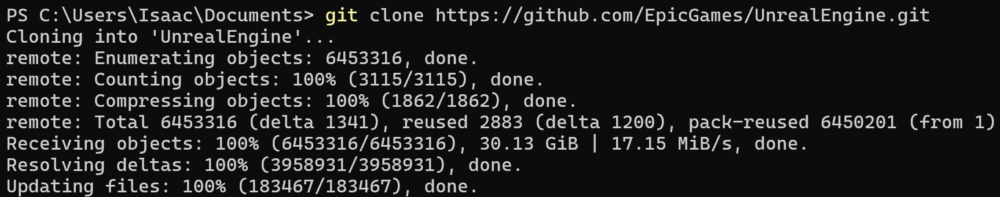 PS C:\Users\Isaac\Documents> git clone https://github.com/EpicGames/UnrealEngine.git
Cloning into 'UnrealEngine'...
remote: Enumerating objects: 6453316, done.
remote: Counting objects: 100% (3115/3115), done.
remote: Compressing objects: 100% (1862/1862), done.
remote: Total 6453316 (delta 1341), reused 2883 (delta 1200), pack-reused 6450201 (from 1)
Receiving objects: 100% (6453316/6453316), 30.13 GiB | 17.15 MiB/s, done.
Resolving deltas: 100% (3958931/3958931), done.
Updating files: 100% (183467/183467), done.